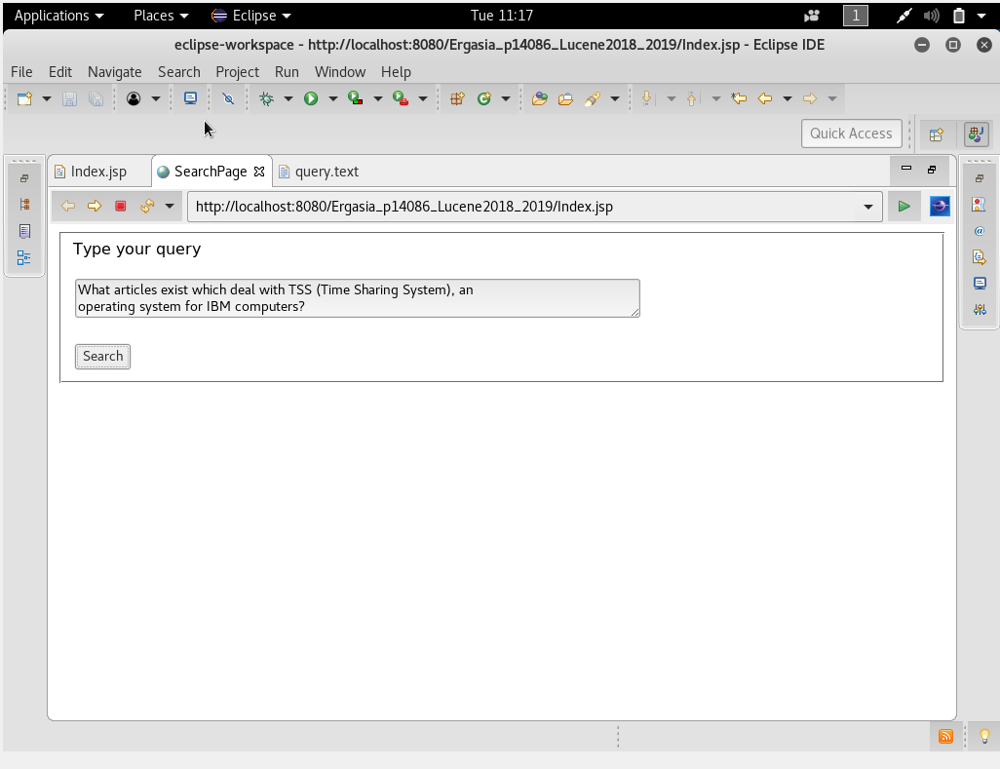 Applications Places Eclipse Tue 11:17 1
eclipse-workspace - http://localhost:8080/Ergasia_p14086_Lucene2018_2019/Index.jsp - Eclipse IDE
File Edit Navigate Search Project Run Window Help
Quick Access
Index.jsp SearchPage query.text
http://localhost:8080/Ergasia_p14086_Lucene2018_2019/Index.jsp
Type your query
What articles exist which deal with TSS (Time Sharing System), an
operating system for IBM computers?
Search